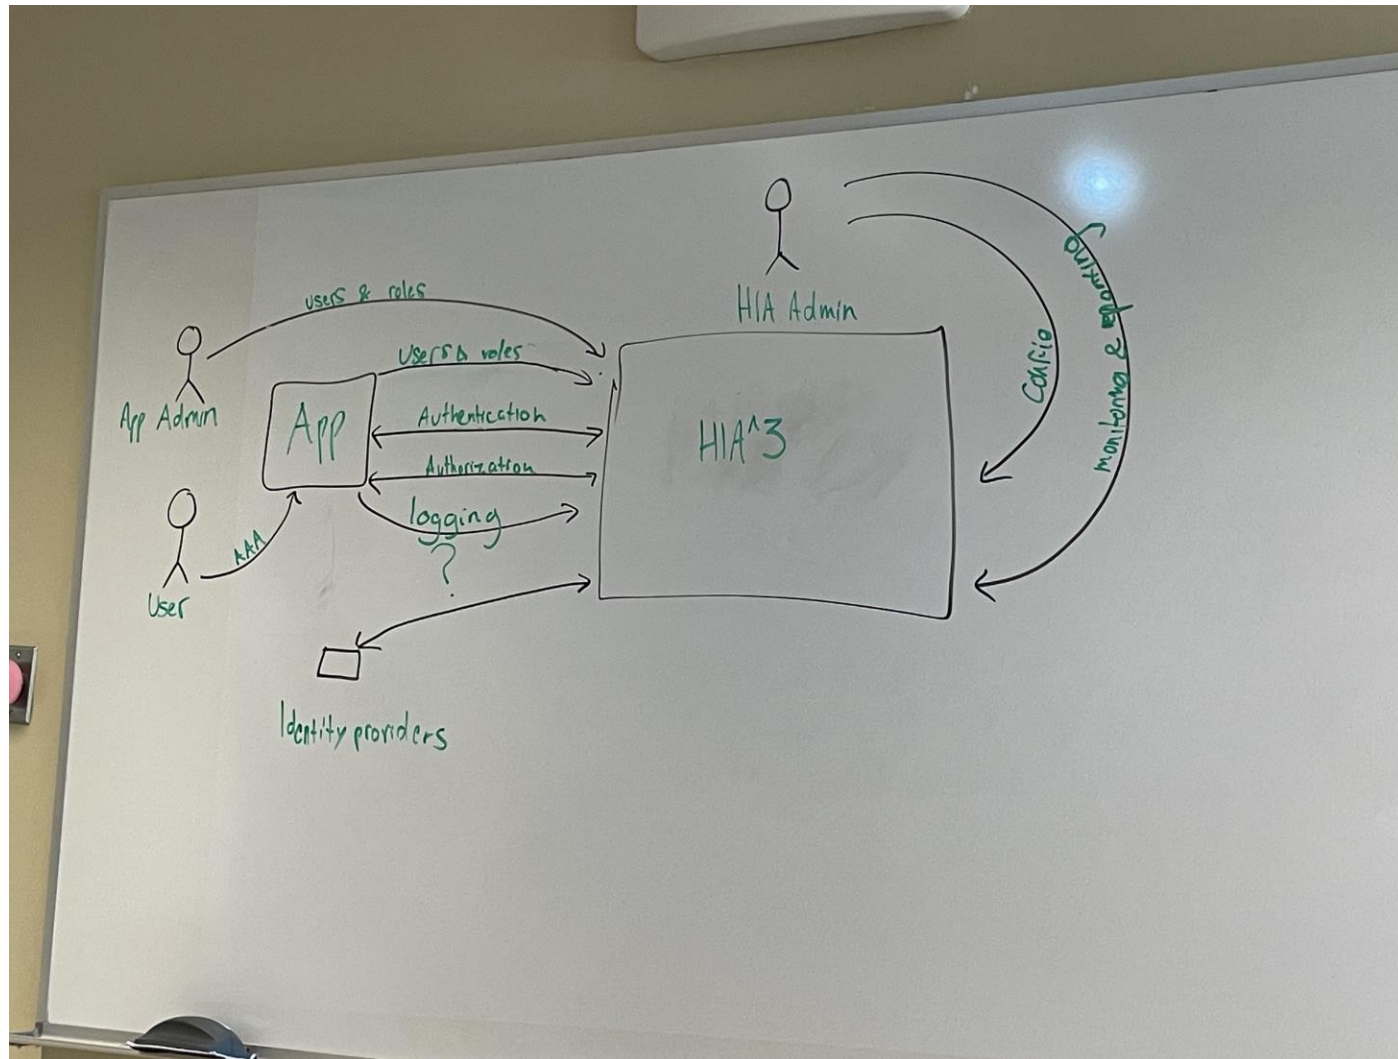 HIA Admin
users & roles
Users & roles
App Admin
App
Authentication
Authorization
logging
?
AAA
User
Identity providers
HIA^3
Config
monitoring & reporting